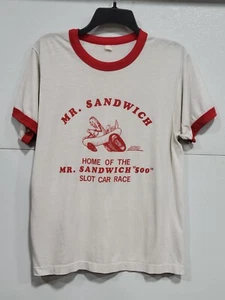 MR. SANDWICH
HOME OF THE
MR. SANDWICH "500"
SLOT CAR RACE